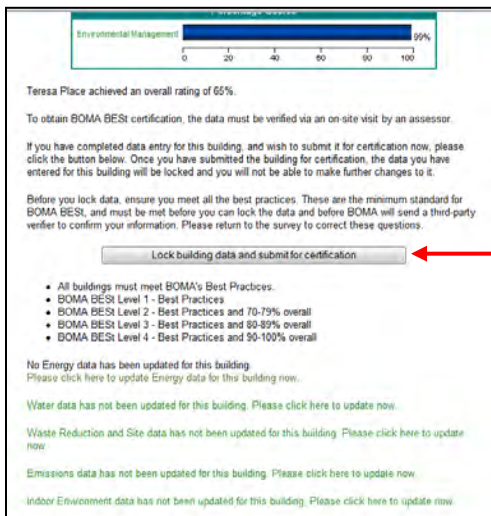 Environmental Management
99%
0 20 40 60 80 100
Teresa Place achieved an overall rating of 65%.
To obtain BOMA BESt certification, the data must be verified via an on-site visit by an assessor.
If you have completed data entry for this building, and wish to submit it for certification now, please
click the button below. Once you have submitted the building for certification, the data you have
entered for this building will be locked and you will not be able to make further changes to it.
Before you lock data, ensure you meet all the best practices. These are the minimum standard for
BOMA BESt, and must be met before you can lock the data and before BOMA will send a third-party
verifier to confirm your information. Please return to the survey to correct these questions.
Lock building data and submit for certification
• All buildings must meet BOMA's Best Practices.
• BOMA BESt Level 1 - Best Practices
• BOMA BESt Level 2 - Best Practices and 70-79% overall
• BOMA BESt Level 3 - Best Practices and 80-89% overall
• BOMA BESt Level 4 - Best Practices and 90-100% overall
No Energy data has been updated for this building.
Please click here to update Energy data for this building now.
Water data has not been updated for this building. Please click here to update now.
Waste Reduction and Site data has not been updated for this building. Please click here to update
now.
Emissions data has not been updated for this building. Please click here to update now.
Indoor Environment data has not been updated for this building. Please click here to update now.